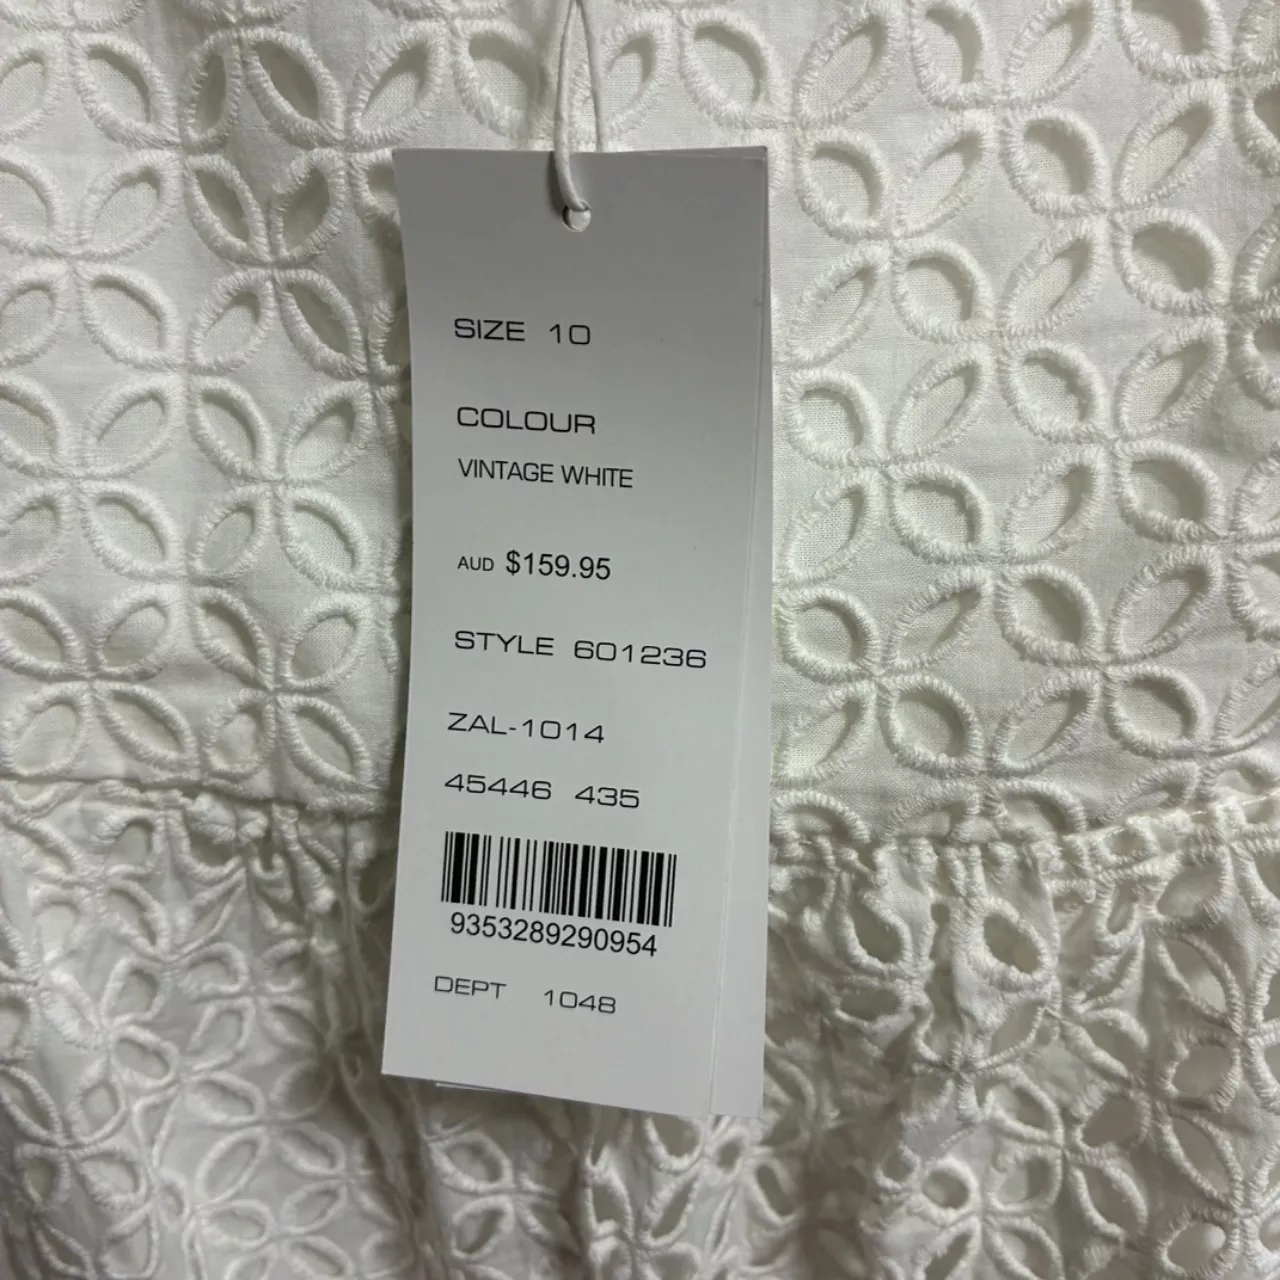 SIZE 10
COLOUR
VINTAGE WHITE
AUD $159.95
STYLE 601236
ZAL-1014
45446 435
9353289290954
DEPT 1048